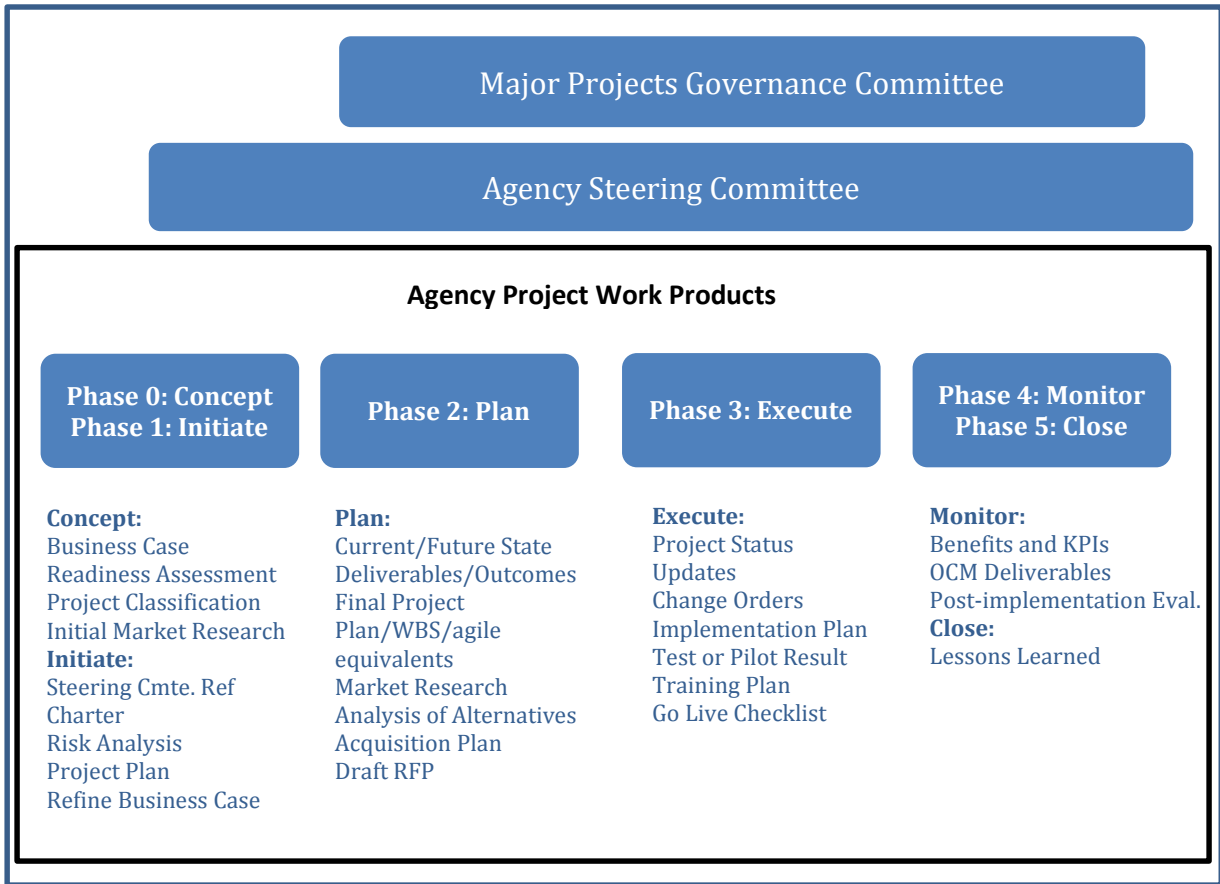 Major Projects Governance Committee
Agency Steering Committee
Agency Project Work Products
Phase 0: Concept
Phase 1: Initiate
Phase 2: Plan
Phase 3: Execute
Phase 4: Monitor
Phase 5: Close
Concept:
Business Case
Readiness Assessment
Project Classification
Initial Market Research
Initiate:
Steering Cmte. Ref
Charter
Risk Analysis
Project Plan
Refine Business Case
Plan:
Current/Future State
Deliverables/Outcomes
Final Project
Plan/WBS/agile
equivalents
Market Research
Analysis of Alternatives
Acquisition Plan
Draft RFP
Execute:
Project Status
Updates
Change Orders
Implementation Plan
Test or Pilot Result
Training Plan
Go Live Checklist
Monitor:
Benefits and KPIs
OCM Deliverables
Post-implementation Eval.
Close:
Lessons Learned